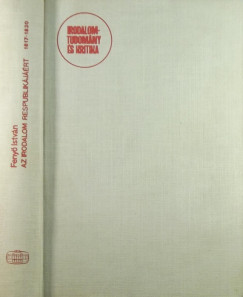 IRODALOM-
TUDOMÁNY
ÉS KRITIKA
Fenyő István
AZ IRODALOM RESPUBLIKÁJÁÉRT 1817-1830